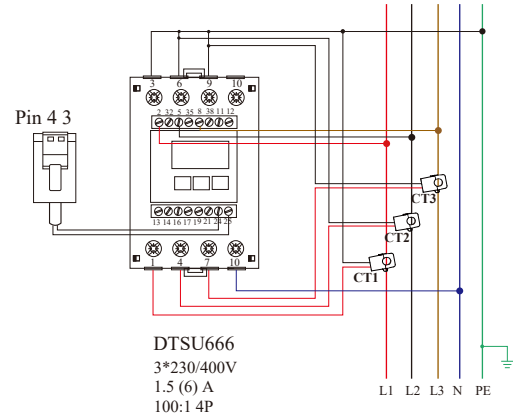 3 6 9 10
2 32 5 35 8 38 11 12
Pin 4 3
CT3
13 14 16 17 19 21 24 25
CT2
CT1
1 4 7 10
DTSU666
3*230/400V
1.5 (6) A
100:1 4P
L1 L2 L3 N PE